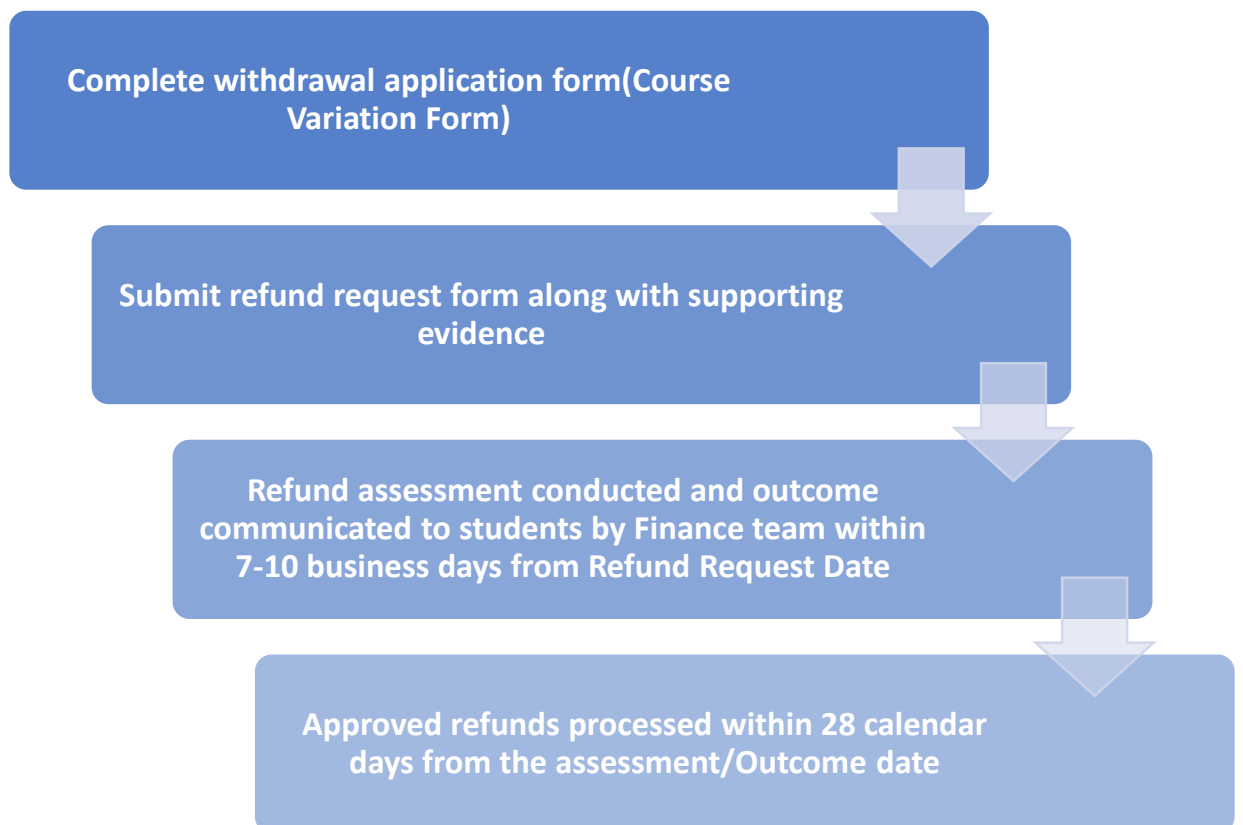 Complete withdrawal application form(Course
Variation Form)
Submit refund request form along with supporting
evidence
Refund assessment conducted and outcome
communicated to students by Finance team within
7-10 business days from Refund Request Date
Approved refunds processed within 28 calendar
days from the assessment/Outcome date